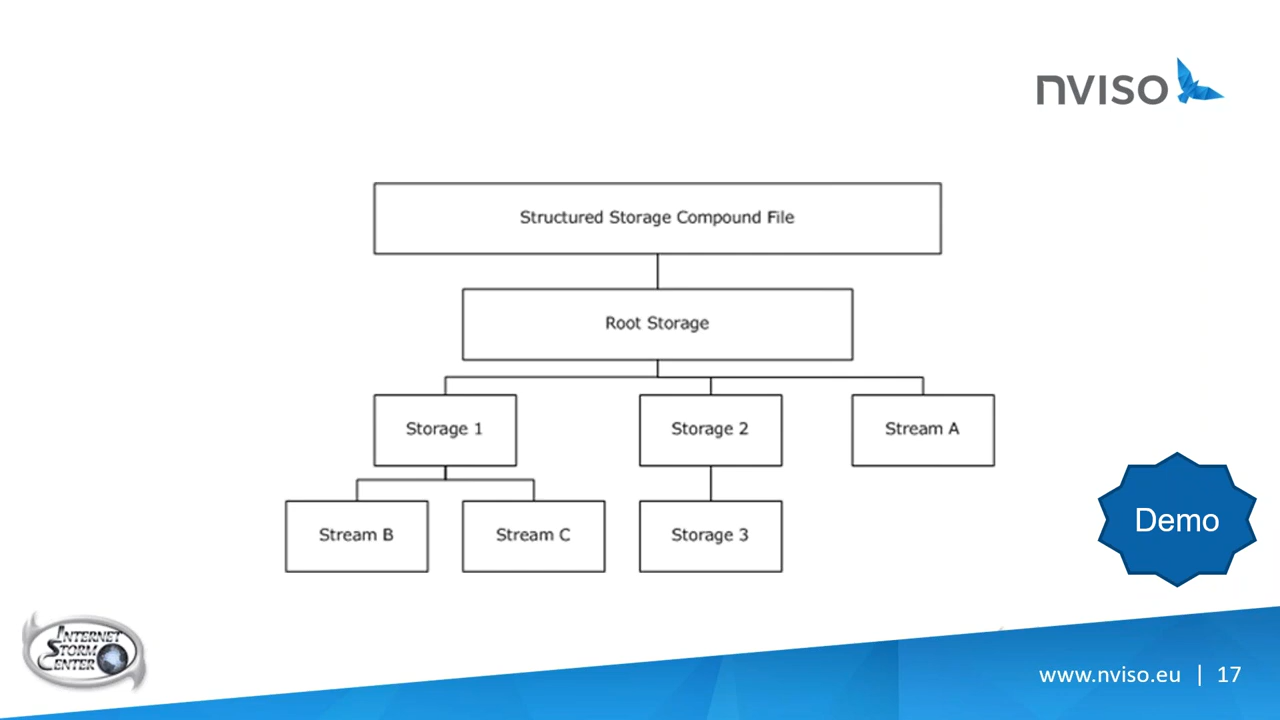 nviso
Structured Storage Compound File
Root Storage
Storage 1
Storage 2
Stream A
Stream B
Stream C
Storage 3
Demo
INTERNET
STORM
CENTER
www.nviso.eu | 17